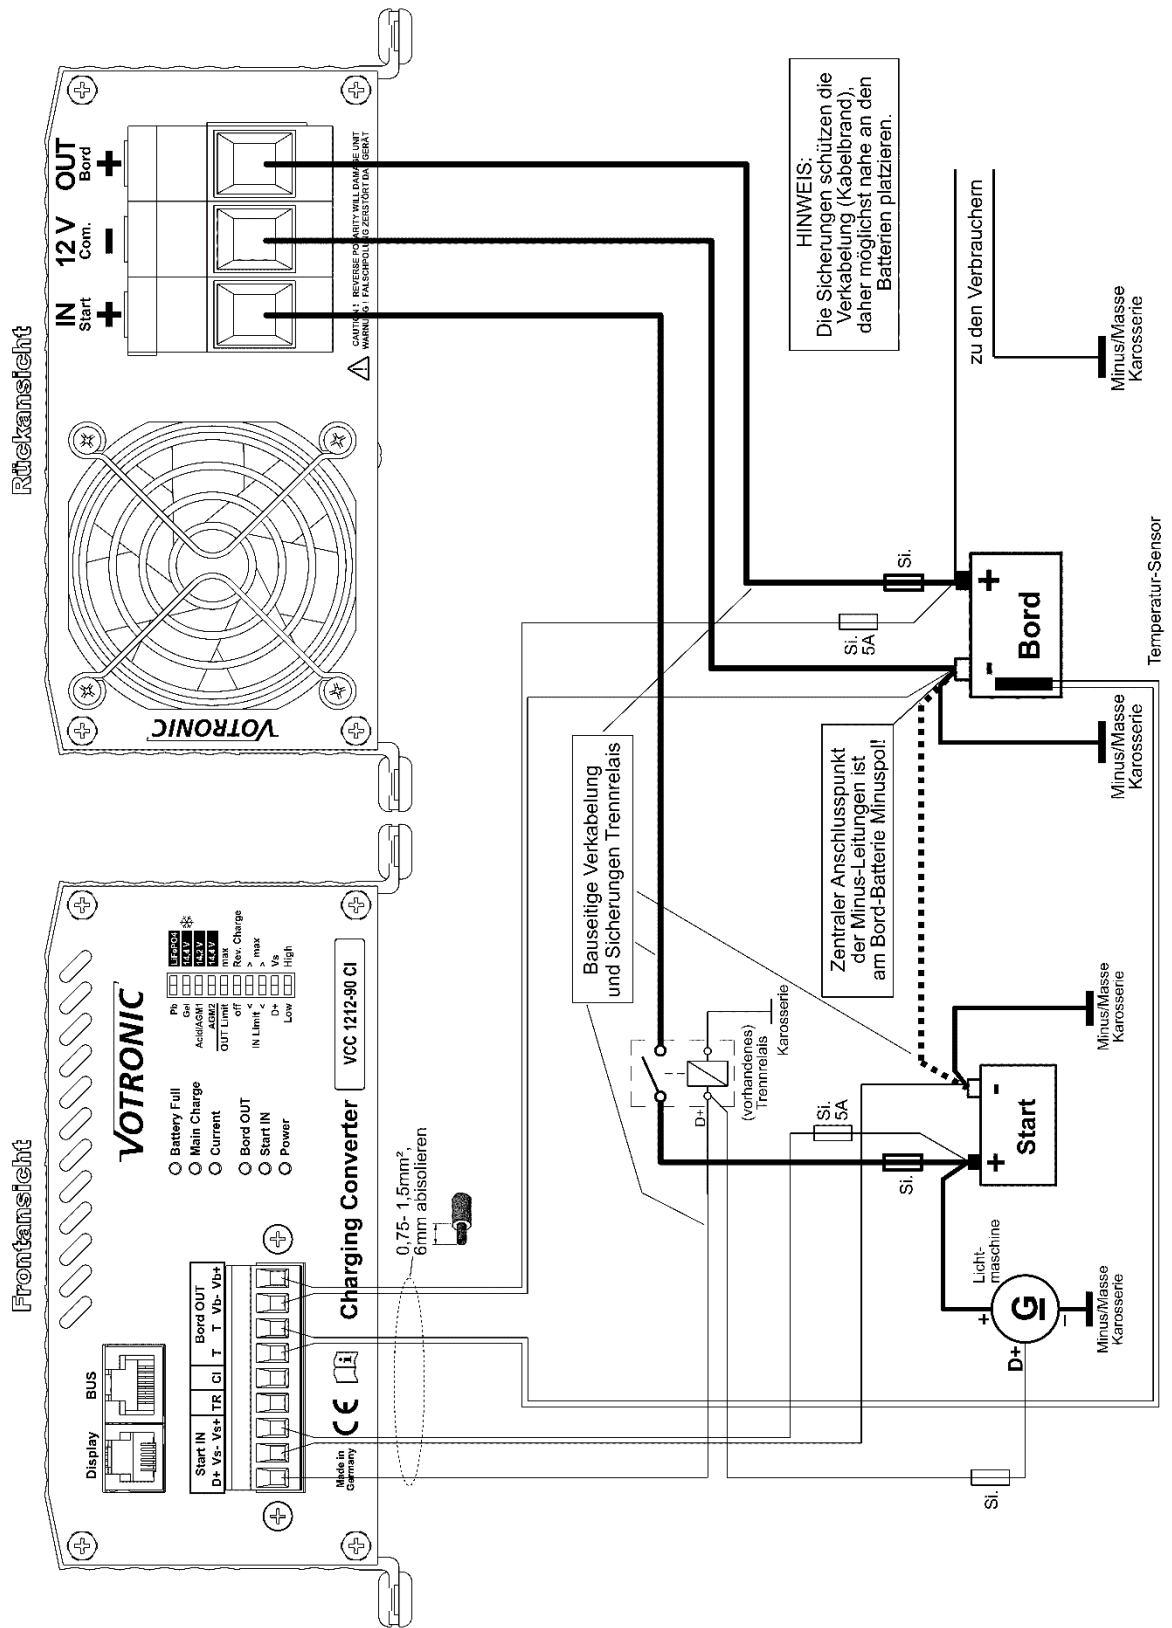 Frontansicht
Display
BUS
Start IN
D+ Vs- Vs+
TR
CI
Bord OUT
T T Vb- Vb+
Made in
Germany
CE
Charging Converter
VCC 1212-90 CI
VOTRONIC
Battery Full
Main Charge
Current
Bord OUT
Start IN
Power
Pb
Gel
Acid/AGM1
AGM2
OUT Limit
off
IN Limit <
<
D+
Low
LiFePO4
14,4 V
14,2 V
14,4 V
max
Rev. Charge
> max
>
Vs
High
0,75- 1,5mm²,
6mm abisolieren
Rückansicht
VOTRONIC
IN
Start
+
12 V
Com.
−
OUT
Bord
+
CAUTION ! REVERSE POLARITY WILL DAMAGE UNIT
WARNUNG ! FALSCHPOLUNG ZERSTÖRT DAS GERÄT
Bauseitige Verkabelung
und Sicherungen Trennrelais
D+
(vorhandenes)
Trennrelais
Karosserie
HINWEIS:
Die Sicherungen schützen die
Verkabelung (Kabelbrand),
daher möglichst nahe an den
Batterien platzieren.
Zentraler Anschlusspunkt
der Minus-Leitungen ist
am Bord-Batterie Minuspol!
Si.
5A
Si.
Si.
5A
Si.
Si.
D+
+
-
G
Licht-
maschine
Minus/Masse
Karosserie
+
-
Start
Minus/Masse
Karosserie
-
+
Bord
Minus/Masse
Karosserie
Temperatur-Sensor
zu den Verbrauchern
Minus/Masse
Karosserie